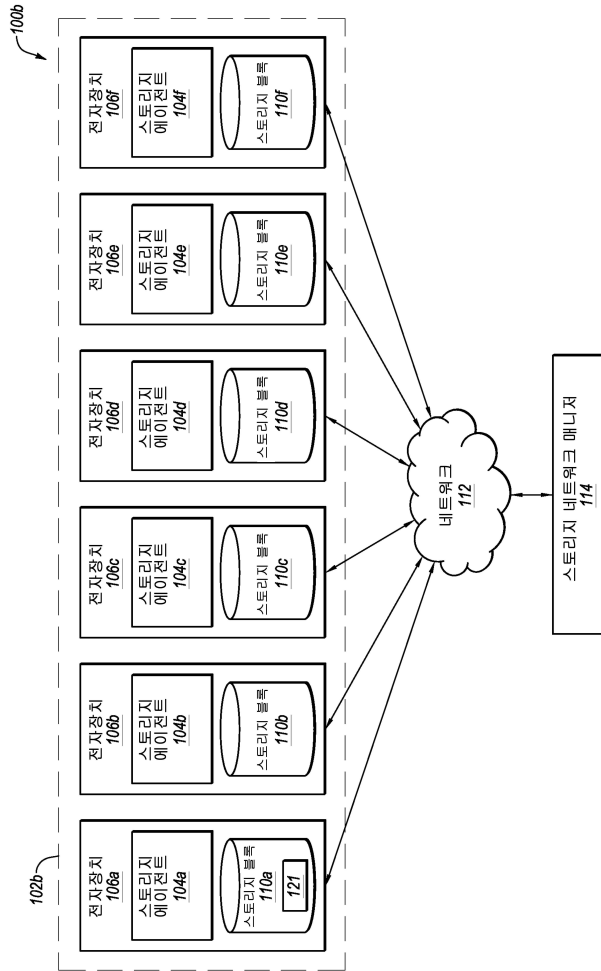 100b
102b
전자장치
106a
스토리지
에이전트
104a
스토리지 블록
110a
121
전자장치
106b
스토리지
에이전트
104b
스토리지 블록
110b
전자장치
106c
스토리지
에이전트
104c
스토리지 블록
110c
전자장치
106d
스토리지
에이전트
104d
스토리지 블록
110d
전자장치
106e
스토리지
에이전트
104e
스토리지 블록
110e
전자장치
106f
스토리지
에이전트
104f
스토리지 블록
110f
네트워크
112
스토리지 네트워크 매니저
114